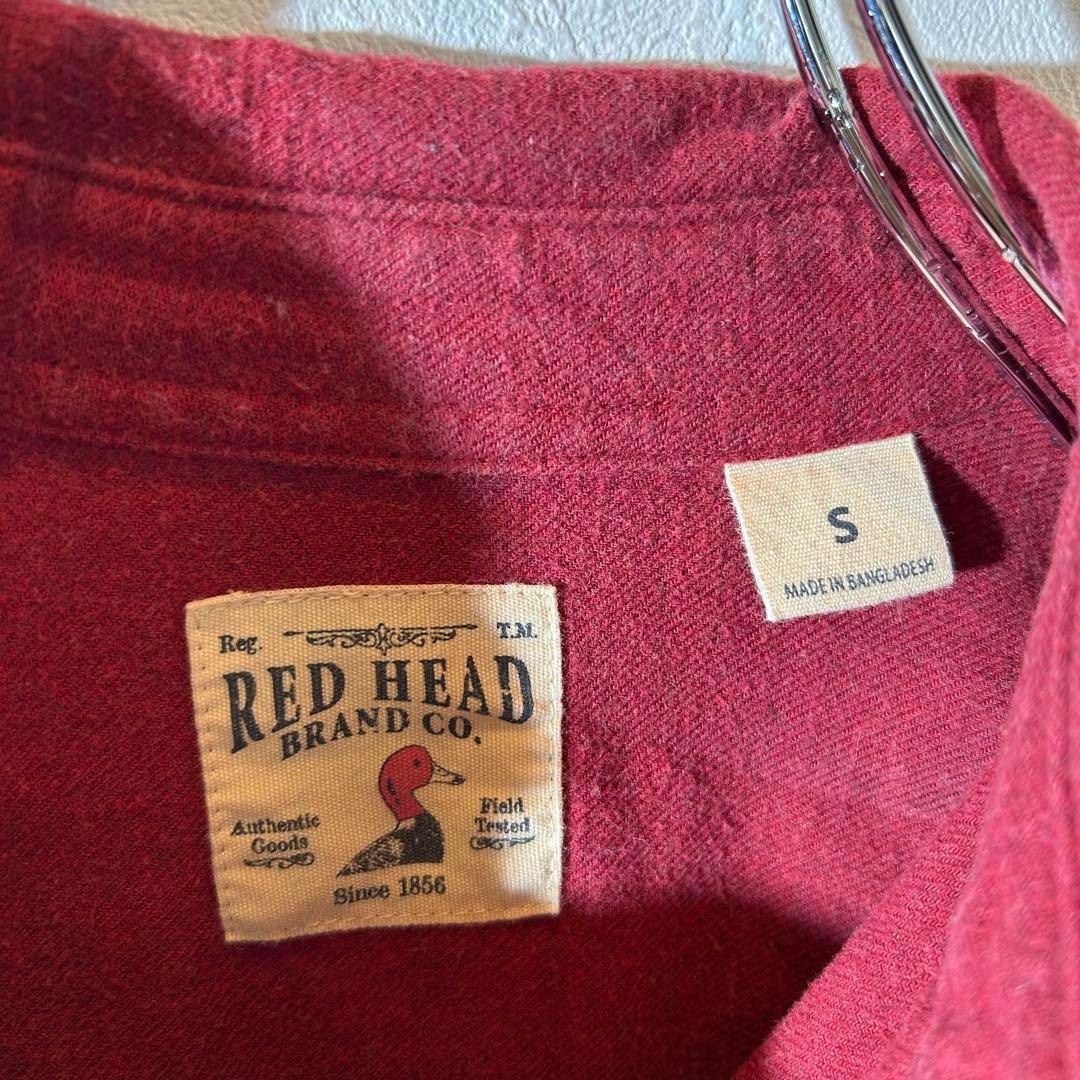 Reg. T.M.
RED HEAD
BRAND CO.
Authentic
Goods
Field
Tested
Since 1856
S
MADE IN BANGLADESH